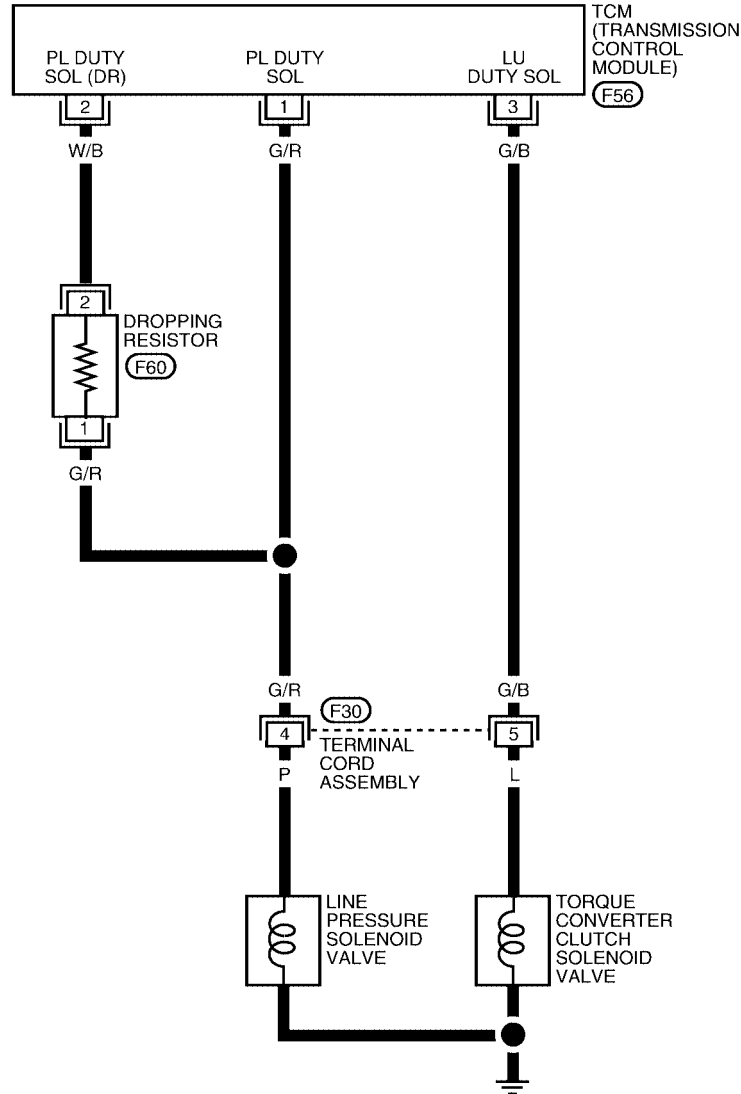 TCM
(TRANSMISSION
CONTROL
MODULE)
F56
PL DUTY
SOL (DR)
PL DUTY
SOL
LU
DUTY SOL
2
1
3
W/B
G/R
G/B
2
DROPPING
RESISTOR
F60
1
G/R
G/R
G/B
F30
4
5
TERMINAL
CORD
ASSEMBLY
P
L
LINE
PRESSURE
SOLENOID
VALVE
TORQUE
CONVERTER
CLUTCH
SOLENOID
VALVE